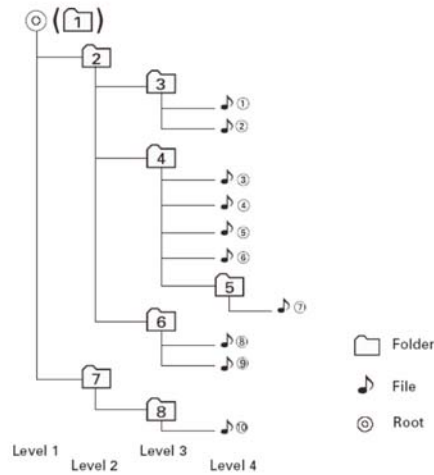 (1)
2
3
①
②
4
③
④
⑤
⑥
5
⑦
6
⑧
⑨
7
8
⑩
Folder
File
Root
Level 1
Level 2
Level 3
Level 4